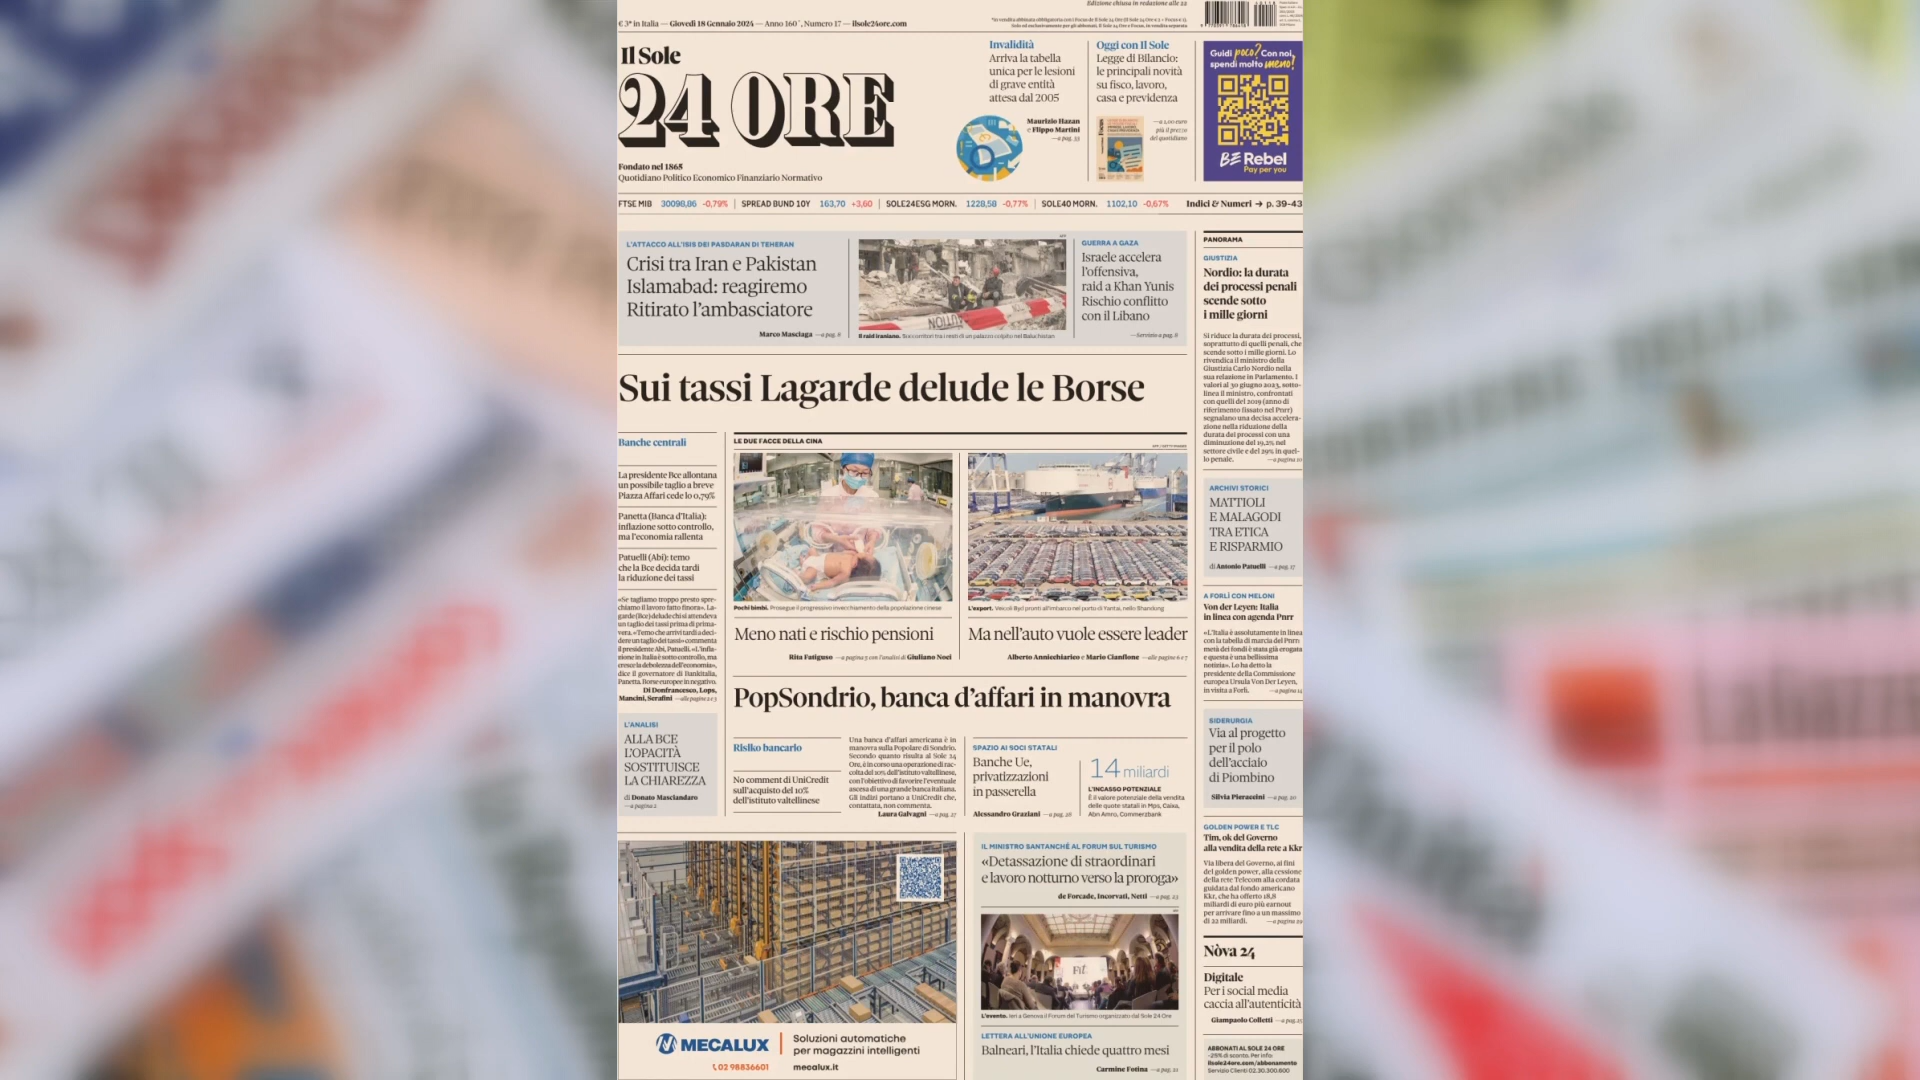 Edizione chiusa in redazione alle 22
€ 3* in Italia — Giovedì 18 Gennaio 2024 — Anno 160°, Numero 17 — ilsole24ore.com
Il Sole
24 ORE
Fondato nel 1865
Quotidiano Politico Economico Finanziario Normativo
Invalidità
Arriva la tabella
unica per le lesioni
di grave entità
attesa dal 2005
Maurizio Hazan
e Filippo Martini
—a pag. 33
Oggi con Il Sole
Legge di Bilancio:
le principali novità
su fisco, lavoro,
casa e previdenza
—a 1,00 euro
più il prezzo
del quotidiano
Guidi poco? Con noi,
spendi molto meno!
BE Rebel
Pay per you
FTSE MIB 30098,86 -0,79% | SPREAD BUND 10Y 163,70 +3,60 | SOLE24ESG MORN. 1228,58 -0,77% | SOLE40 MORN. 1102,10 -0,67% Indici & Numeri → p. 39-43
L'ATTACCO ALL'ISIS DEI PASDARAN DI TEHERAN
Crisi tra Iran e Pakistan
Islamabad: reagiremo
Ritirato l'ambasciatore
Marco Masciaga —a pag. 8
Il raid iraniano. Soccorritori tra i resti di un palazzo colpito nel Balucistan
GUERRA A GAZA
Israele accelera
l'offensiva,
raid a Khan Yunis
Rischio conflitto
con il Libano
—Servizio a pag. 8
Sui tassi Lagarde delude le Borse
Banche centrali
La presidente Bce allontana
un possibile taglio a breve
Piazza Affari cede lo 0,79%
Panetta (Banca d'Italia):
inflazione sotto controllo,
ma l'economia rallenta
Patuelli (Abi): temo
che la Bce decida tardi
la riduzione dei tassi
«Se tagliamo troppo presto spre-
chiamo il lavoro fatto finora». La-
garde (Bce) delude chi si attendeva
un taglio dei tassi prima di prima-
vera. «Temo che arrivi tardi a deci-
dere un taglio dei tassi» commenta
il presidente Abi, Patuelli. «L'infla-
zione in Italia è sotto controllo, ma
cresce la debolezza dell'economia»,
dice il governatore di Bankitalia,
Panetta. Borse europee in negativo.
Di Donfrancesco, Lops,
Mancini, Serafini —alle pagine 2 e 3
L'ANALISI
ALLA BCE
L'OPACITÀ
SOSTITUISCE
LA CHIAREZZA
di Donato Masciandaro
—a pagina 2
LE DUE FACCE DELLA CINA
Pochi bimbi. Prosegue il progressivo invecchiamento della popolazione cinese
Meno nati e rischio pensioni
Rita Fatiguso —a pagina 5 con l'analisi di Giuliano Noci
L'export. Veicoli Byd pronti all'imbarco nel porto di Yantai, nello Shandong
Ma nell'auto vuole essere leader
Alberto Annicchiarico e Mario Cianflone —alle pagine 6 e 7
PopSondrio, banca d'affari in manovra
Risiko bancario
No comment di UniCredit
sull'acquisto del 10%
dell'istituto valtellinese
Una banca d'affari americana è in
manovra sulla Popolare di Sondrio.
Secondo quanto risulta al Sole 24
Ore, è in corso una operazione di rac-
colta del 10% dell'istituto valtellinese,
con l'obiettivo di favorire l'eventuale
ascesa di una grande banca italiana.
Gli indizi portano a UniCredit che,
contattata, non commenta.
Laura Galvagni —a pag. 27
SPAZIO AI SOCI STATALI
Banche Ue,
privatizzazioni
in passerella
Alessandro Graziani —a pag. 28
14 miliardi
L'INCASSO POTENZIALE
È il valore potenziale della vendita
delle quote statali in Mps, Caixa,
Abn Amro, Commerzbank
MECALUX
02 98836601
Soluzioni automatiche
per magazzini intelligenti
mecalux.it
IL MINISTRO SANTANCHÈ AL FORUM SUL TURISMO
«Detassazione di straordinari
e lavoro notturno verso la proroga»
de Forcade, Incorvati, Netti —a pag. 23
L'evento. Ieri a Genova il Forum del Turismo organizzato dal Sole 24 Ore
LETTERA ALL'UNIONE EUROPEA
Balneari, l'Italia chiede quattro mesi
Carmine Fotina —a pag. 21
PANORAMA
GIUSTIZIA
Nordio: la durata
dei processi penali
scende sotto
i mille giorni
Si riduce la durata dei processi,
soprattutto di quelli penali, che
scende sotto i mille giorni. Lo
rivendica il ministro della
Giustizia Carlo Nordio nella
sua relazione in Parlamento. I
valori al 30 giugno 2023, sotto-
linea il ministro, confrontati
con quelli del 2019 (anno di
riferimento fissato nel Pnrr)
segnalano una decisa accelera-
zione nella riduzione della
durata dei processi con una
diminuzione del 19,2% nel
settore civile e del 29% in quel-
lo penale. —a pagina 10
ARCHIVI STORICI
MATTIOLI
E MALAGODI
TRA ETICA
E RISPARMIO
di Antonio Patuelli —a pag. 17
A FORLÌ CON MELONI
Von der Leyen: Italia
in linea con agenda Pnrr
«L'Italia è assolutamente in linea
con la tabella di marcia del Pnrr:
metà dei fondi è stata già erogata
e questa è una bellissima
notizia». Lo ha detto la
presidente della Commissione
europea Ursula Von Der Leyen,
in visita a Forlì. —a pagina 14
SIDERURGIA
Via al progetto
per il polo
dell'acciaio
di Piombino
Silvia Pieraccini —a pag. 20
GOLDEN POWER E TLC
Tim, ok del Governo
alla vendita della rete a Kkr
Via libera del Governo, ai fini
del golden power, alla cessione
della rete Telecom alla cordata
guidata dal fondo americano
Kkr, che ha offerto 18,8
miliardi di euro più earnout
per arrivare fino a un massimo
di 22 miliardi.
Nòva 24
Digitale
Per i social media
caccia all'autenticità
Giampaolo Colletti —a pag. 25
ABBONATI AL SOLE 24 ORE
-25% di sconto. Per info:
ilsole24ore.com/abbonamento
Servizio Clienti 02.30.300.600